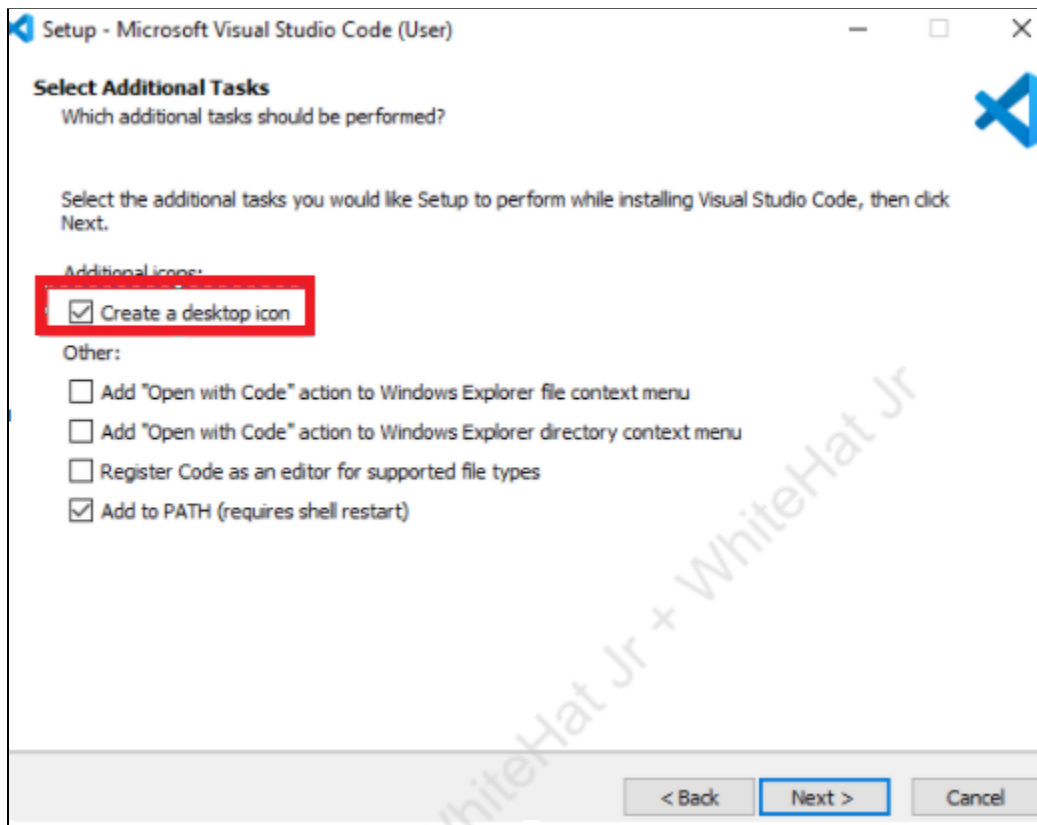 Setup - Microsoft Visual Studio Code (User)
Select Additional Tasks
Which additional tasks should be performed?
Select the additional tasks you would like Setup to perform while installing Visual Studio Code, then click
Next.
Additional icons:
Create a desktop icon
Other:
Add "Open with Code" action to Windows Explorer file context menu
Add "Open with Code" action to Windows Explorer directory context menu
Register Code as an editor for supported file types
Add to PATH (requires shell restart)
WhiteHat Jr + WhiteHat Jr
< Back Next > Cancel